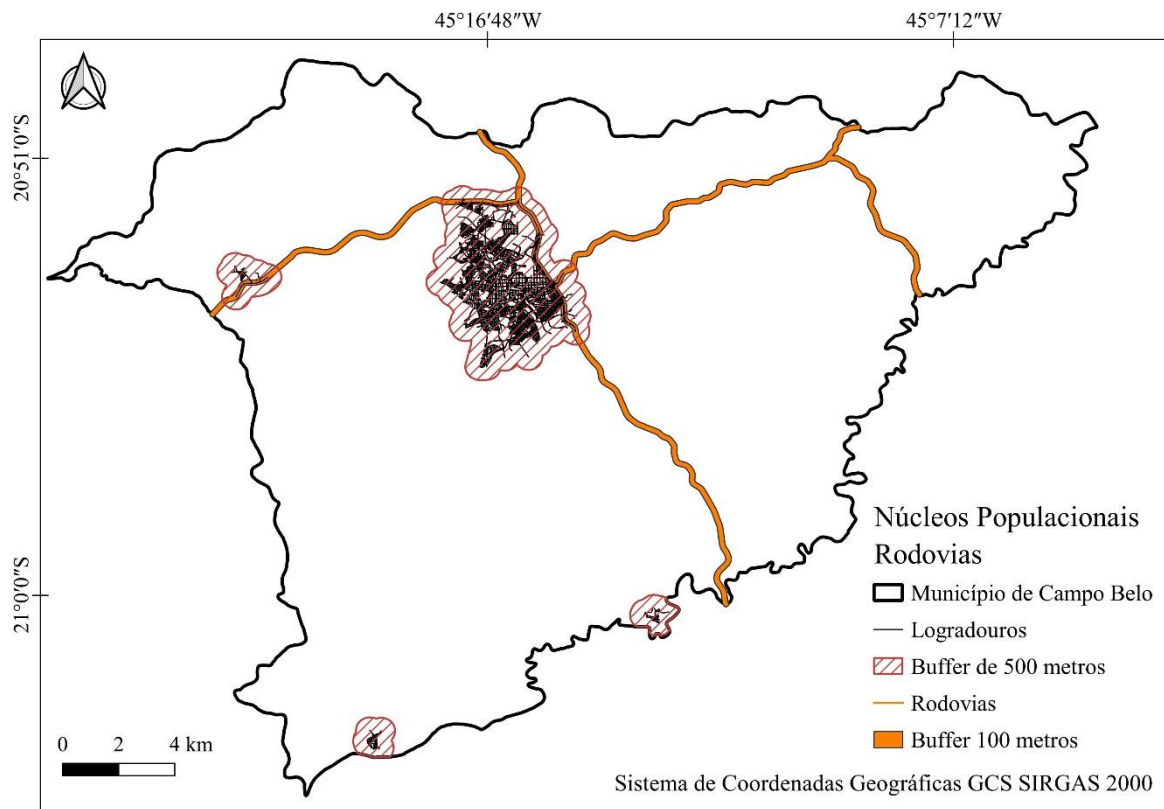 45°16′48″W
45°7′12″W
20°51′0″S
21°0′0″S
Núcleos Populacionais
Rodovias
Município de Campo Belo
Logradouros
Buffer de 500 metros
Rodovias
Buffer 100 metros
0 2 4 km
Sistema de Coordenadas Geográficas GCS SIRGAS 2000